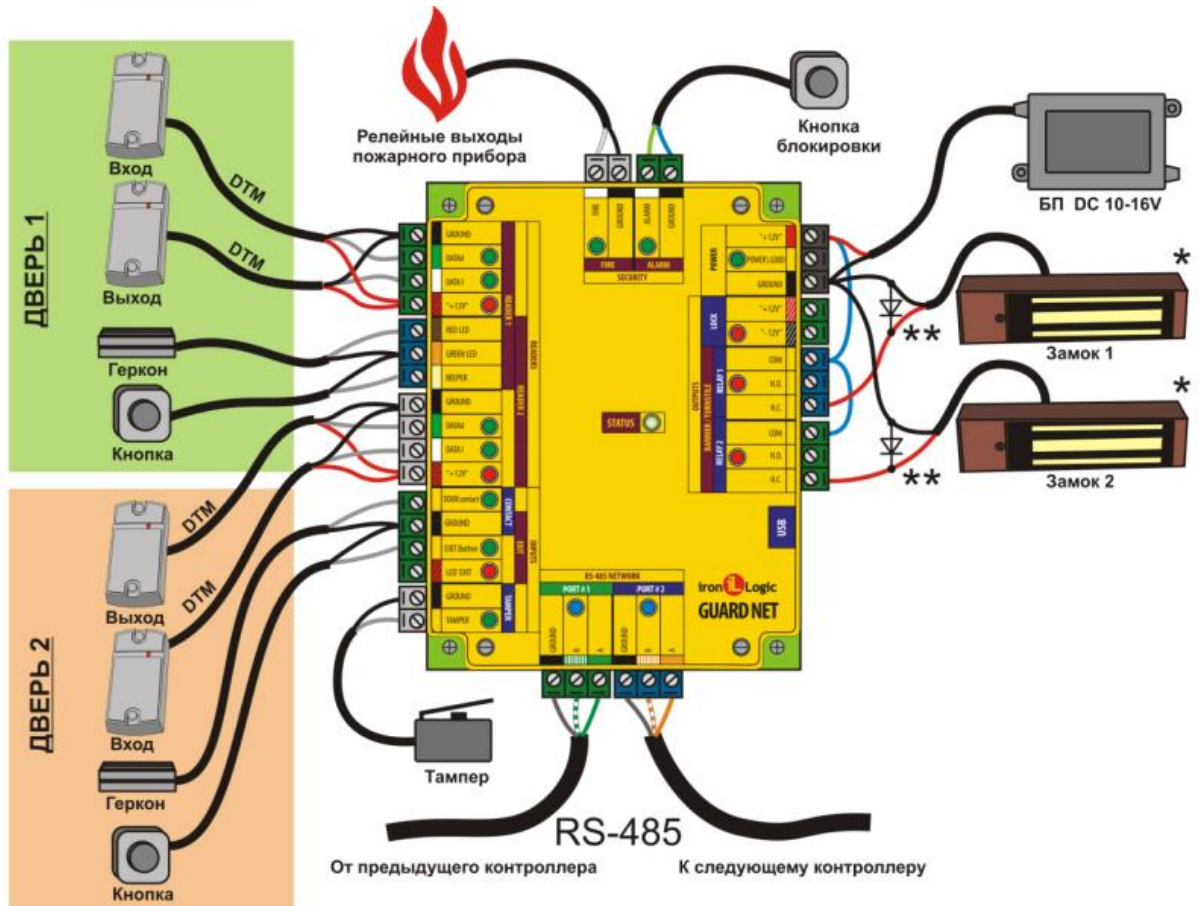 ДВЕРЬ 1
Вход
DTM
Выход
DTM
Геркон
Кнопка
ДВЕРЬ 2
Выход
DTM
Вход
DTM
Геркон
Кнопка
Релейные выходы
пожарного прибора
Кнопка
блокировки
БП DC 10-16V
*
Замок 1
**
*
Замок 2
**
FIRE
GROUND
ALARM
GROUND
FIRE
ALARM
SECURITY
GROUND
DATA0
DATA1
"+12V"
READER 1
RED LED
GREEN LED
BEEPER
READERS
GROUND
DATA0
DATA1
"+12V"
READER 2
DOOR contact
GROUND
EXIT Button
LED EXIT
CONTACT
EXIT
INPUTS
GROUND
TAMPER
TAMPER
POWER
"+12V"
POWER's GOOD
GROUND
LOCK
"+12V"
"-12V"
OUTPUTS
BARRIER / TURNSTILE
RELAY 1
COM
N.O.
N.C.
RELAY 2
COM
N.O.
N.C.
STATUS
USB
iron Logic
GUARD NET
RS-485 NETWORK
PORT # 1
PORT # 2
GROUND
B
A
GROUND
B
A
Тампер
RS-485
От предыдущего контроллера
К следующему контроллеру